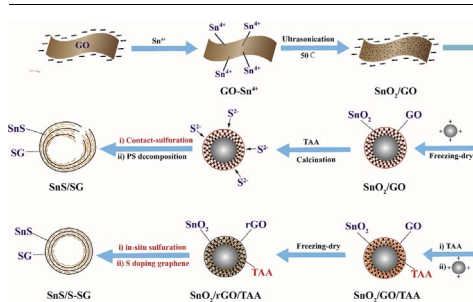 GO
Sn⁴⁺
Sn⁴⁺ Sn⁴⁺
Sn⁴⁺ Sn⁴⁺
GO-Sn⁴⁺
Ultrasonication
50 C
SnO₂/GO
SnS
SG
SnS/SG
i) Contact-sulfuration
ii) PS decomposition
S²⁻
S²⁻
S²⁻
S²⁻
TAA
Calcination
SnO₂ GO
SnO₂/GO
Freezing-dry
SnS
SG
SnS/S-SG
i) in-situ sulfuration
ii) S doping graphene
SnO₂ rGO
TAA
SnO₂/rGO/TAA
Freezing-dry
SnO₂ GO
TAA
SnO₂/GO/TAA
i) TAA
ii)